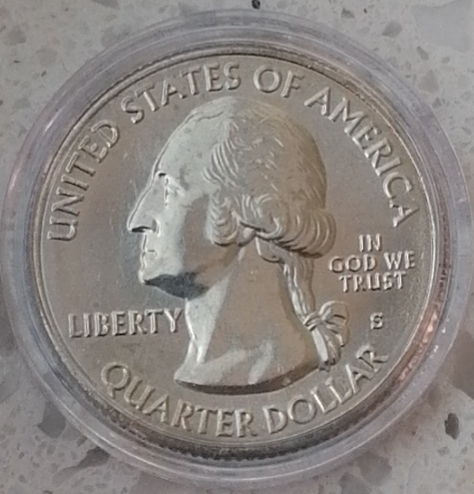 UNITED STATES OF AMERICA
IN
GOD WE
TRUST
LIBERTY
S
QUARTER DOLLAR